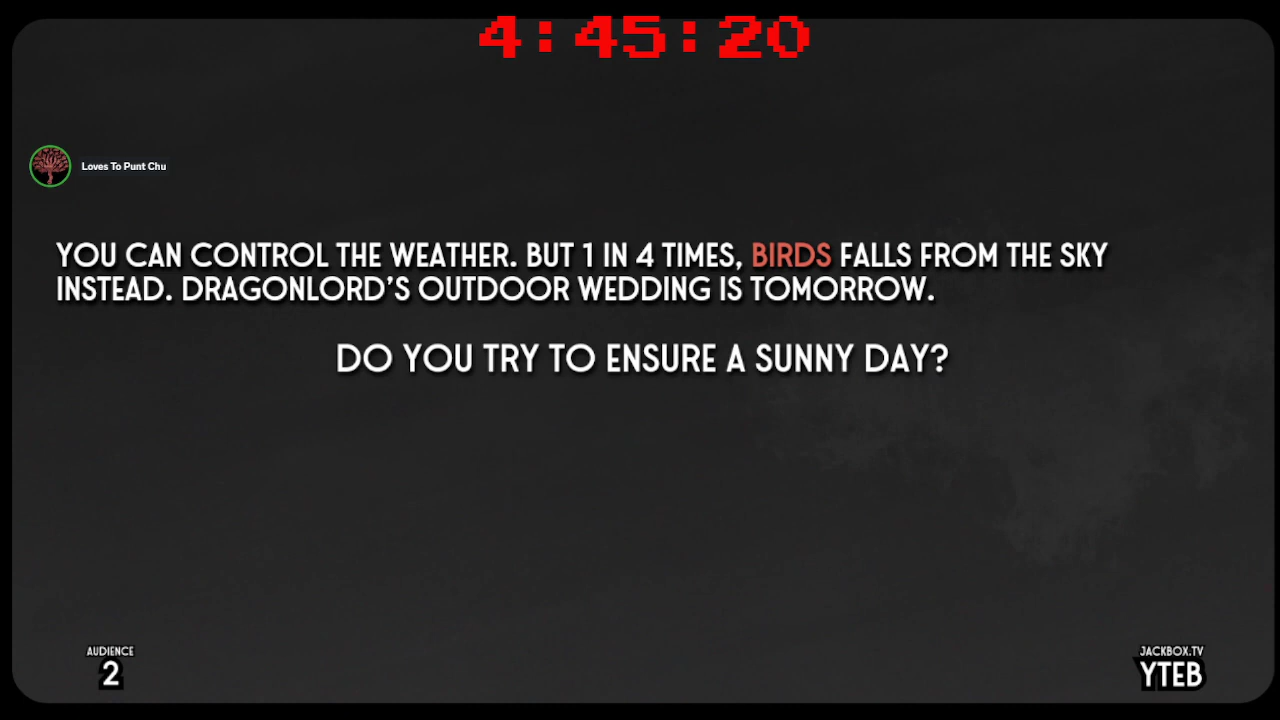 4:45:20
Loves To Punt Chu
YOU CAN CONTROL THE WEATHER. BUT 1 IN 4 TIMES, BIRDS FALLS FROM THE SKY
INSTEAD. DRAGONLORD'S OUTDOOR WEDDING IS TOMORROW.
DO YOU TRY TO ENSURE A SUNNY DAY?
AUDIENCE
2
JACKBOX.TV
YTEB